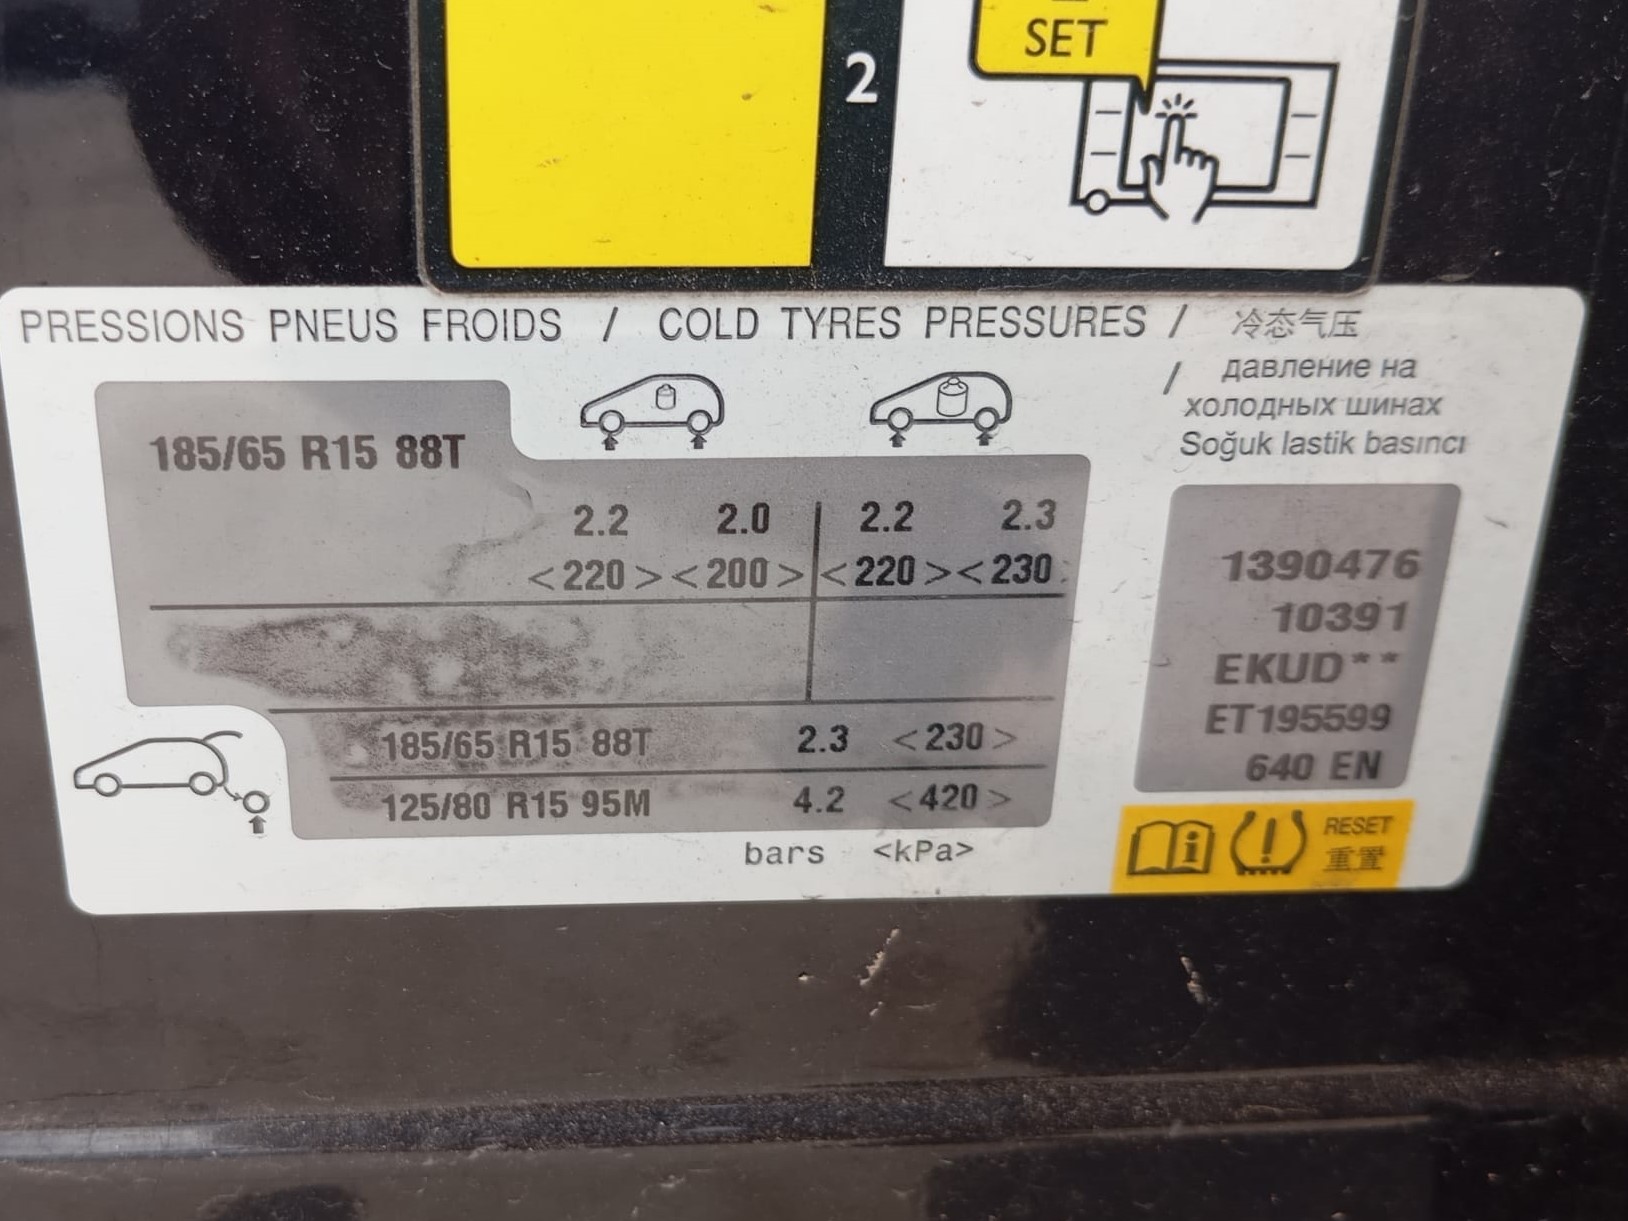 SET
2
PRESSIONS PNEUS FROIDS / COLD TYRES PRESSURES / 冷态气压
/ давление на
холодных шинах
Soğuk lastik basıncı
185/65 R15 88T
2.2 2.0 2.2 2.3
<220> <200> <220> <230
185/65 R15 88T 2.3 <230>
125/80 R15 95M 4.2 <420>
bars <kPa>
1390476
10391
EKUD**
ET195599
640 EN
RESET
重置